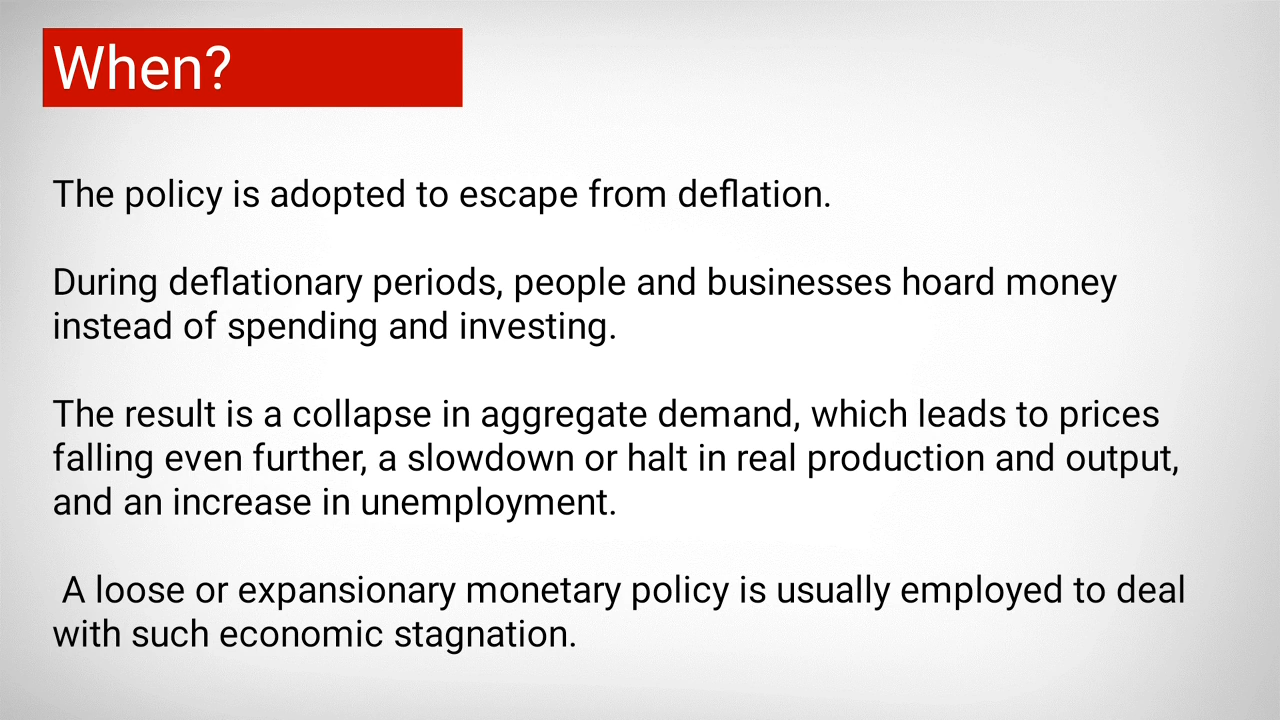 When?
The policy is adopted to escape from deflation.
During deflationary periods, people and businesses hoard money
instead of spending and investing.
The result is a collapse in aggregate demand, which leads to prices
falling even further, a slowdown or halt in real production and output,
and an increase in unemployment.
A loose or expansionary monetary policy is usually employed to deal
with such economic stagnation.